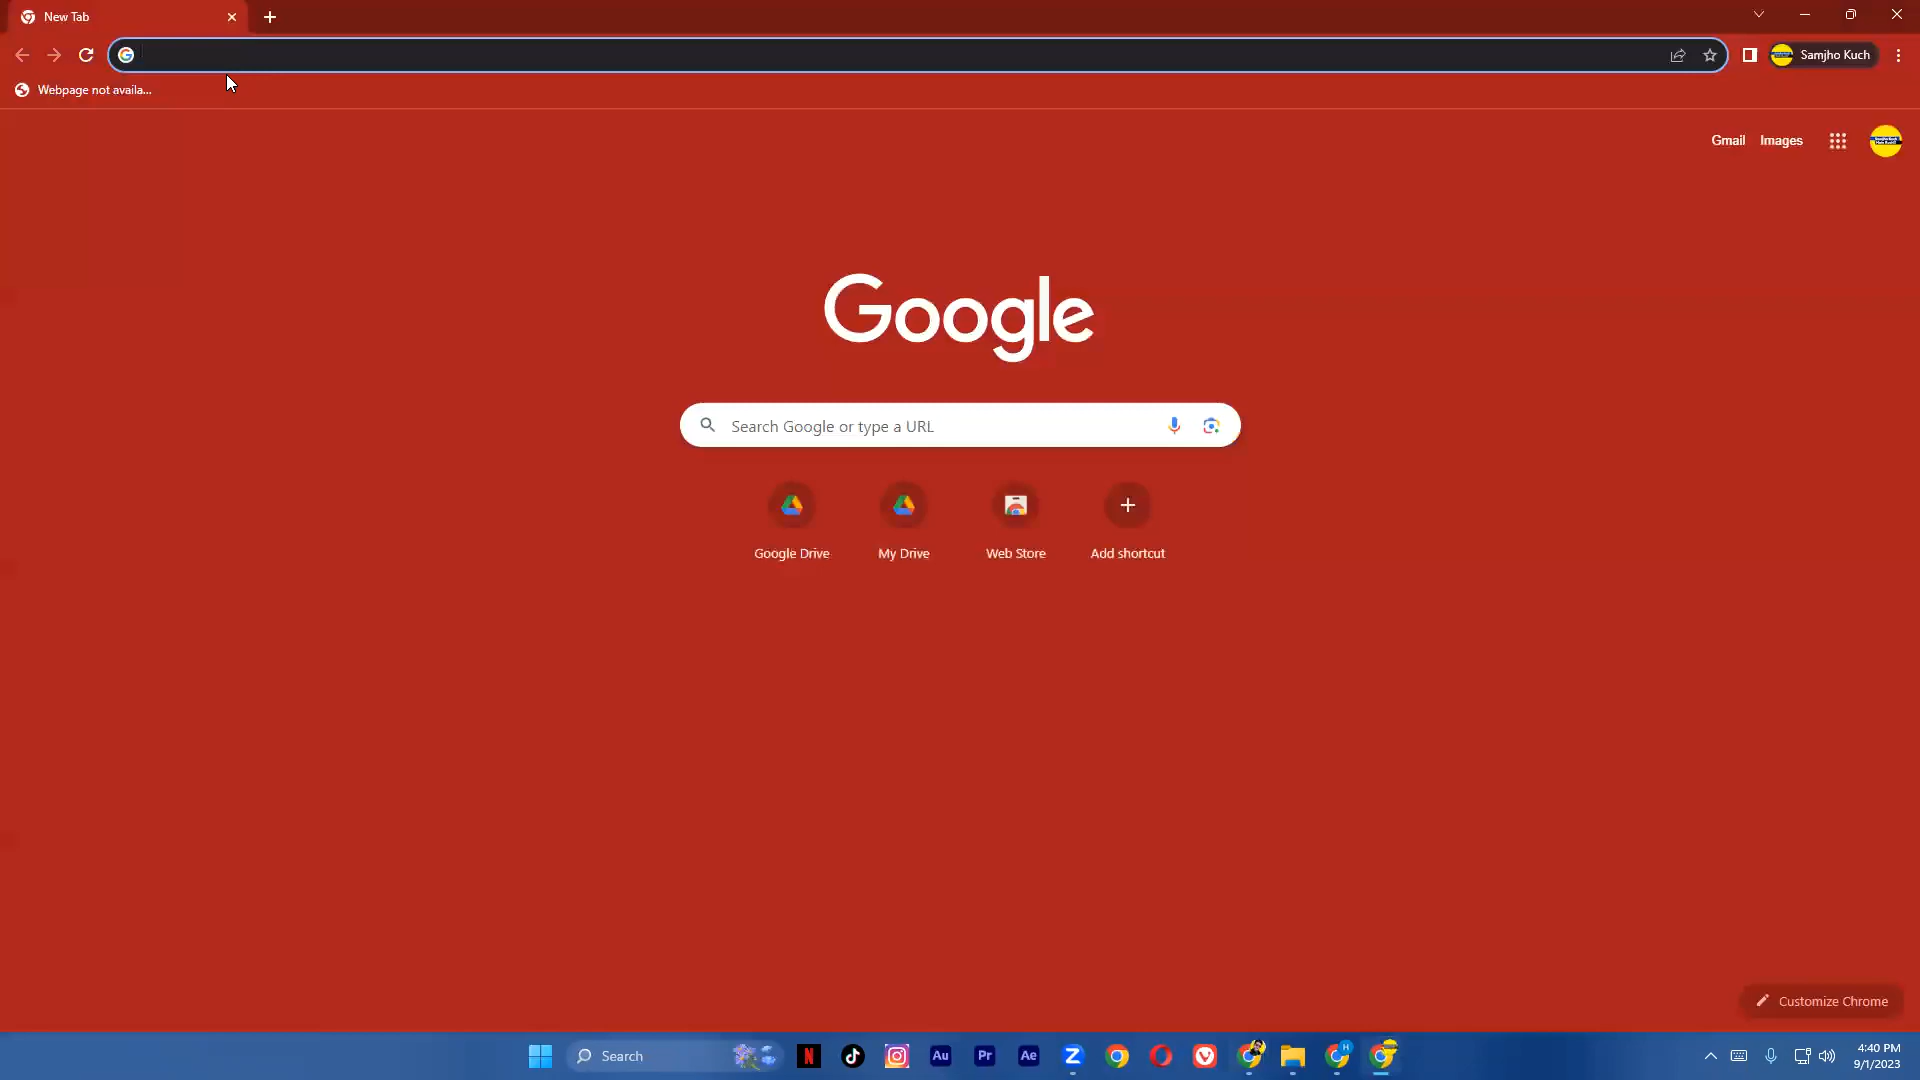 New Tab
Samjho Kuch
Webpage not availa...
Gmail Images
Google
Search Google or type a URL
Google Drive
My Drive
Web Store
Add shortcut
Customize Chrome
Search
N
Au
Pr
Ae
Z
H
4:40 PM
9/1/2023